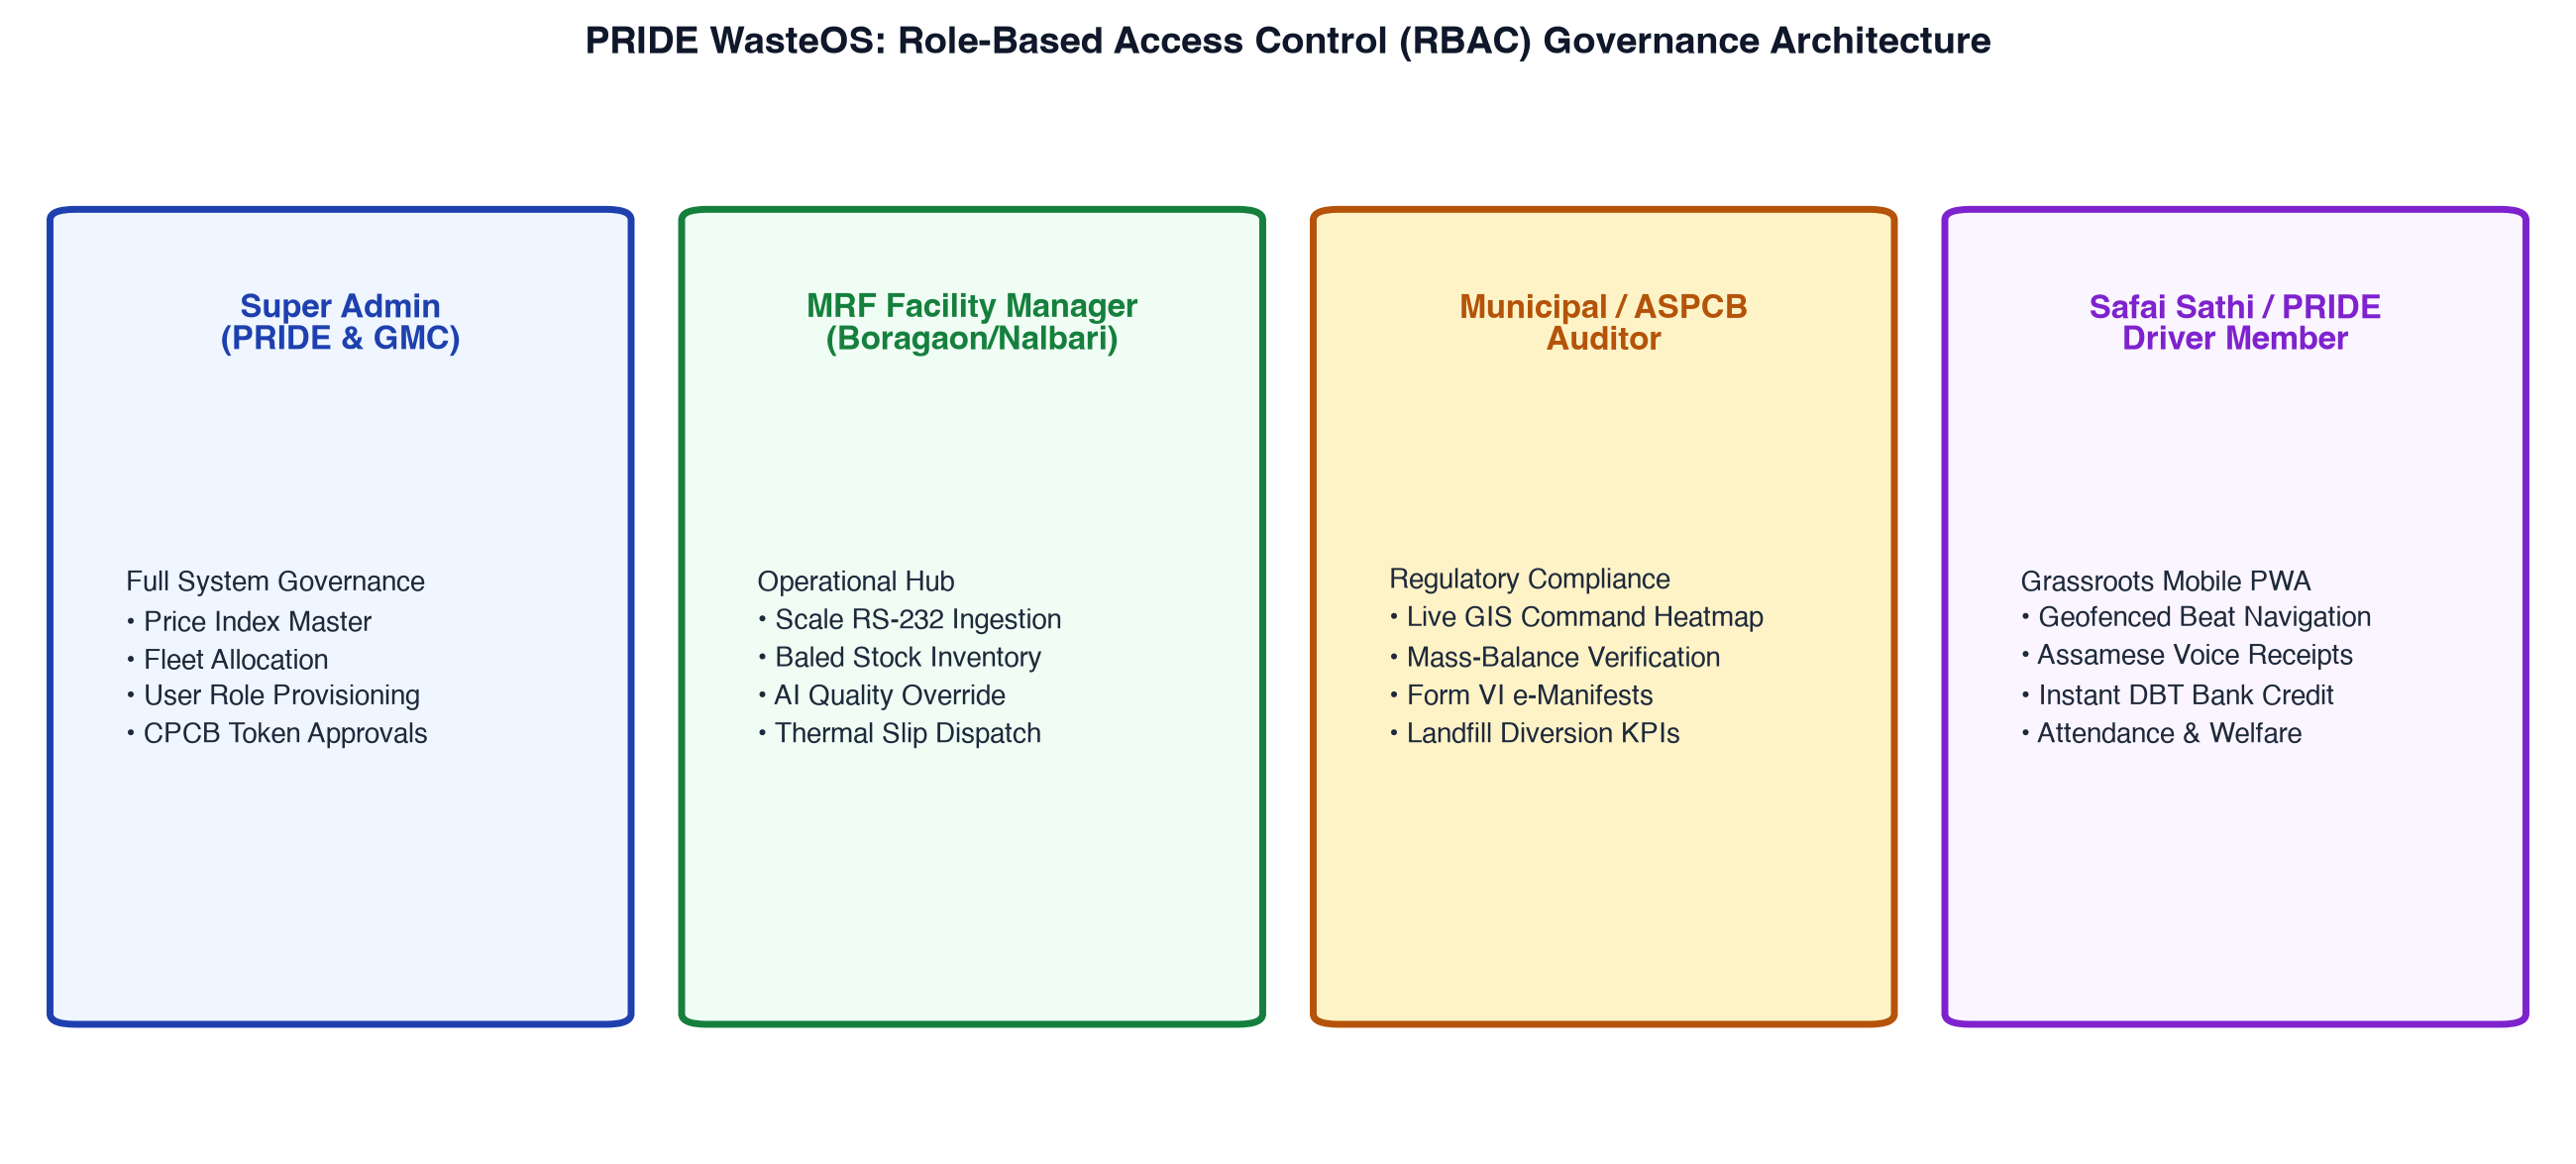 PRIDE WasteOS: Role-Based Access Control (RBAC) Governance Architecture
Super Admin
(PRIDE & GMC)
Full System Governance
• Price Index Master
• Fleet Allocation
• User Role Provisioning
• CPCB Token Approvals
MRF Facility Manager
(Boragaon/Nalbari)
Operational Hub
• Scale RS-232 Ingestion
• Baled Stock Inventory
• AI Quality Override
• Thermal Slip Dispatch
Municipal / ASPCB
Auditor
Regulatory Compliance
• Live GIS Command Heatmap
• Mass-Balance Verification
• Form VI e-Manifests
• Landfill Diversion KPIs
Safai Sathi / PRIDE
Driver Member
Grassroots Mobile PWA
• Geofenced Beat Navigation
• Assamese Voice Receipts
• Instant DBT Bank Credit
• Attendance & Welfare